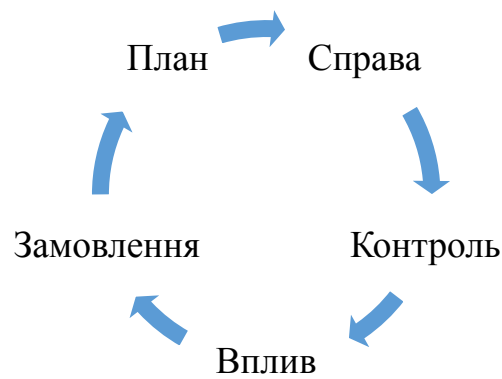 План
Справа
Контроль
Вплив
Замовлення